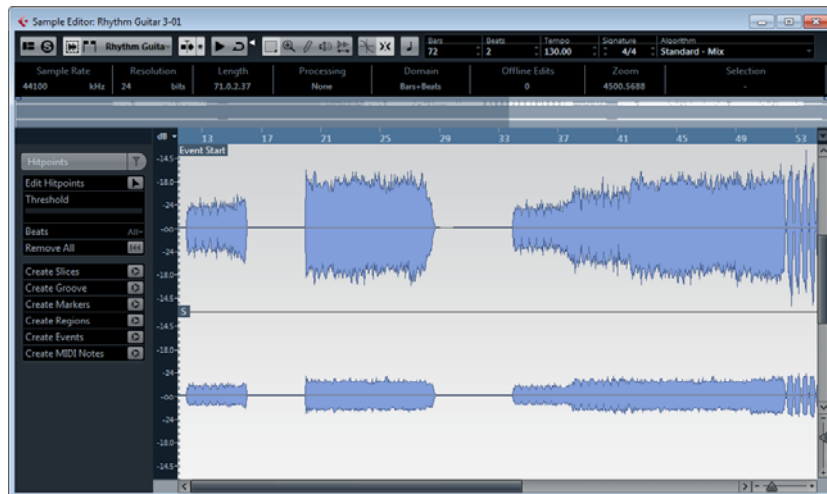 Sample Editor: Rhythm Guitar 3-01
Rhythm Guita
Bars Beats Tempo Signature Algorithm
72 2 130.00 4/4 Standard - Mix
Sample Rate Resolution Length Processing Domain Offline Edits Zoom Selection
44100 kHz 24 bits 71.0.2.37 None Bars+Beats 0 4500.5688 -
dB 13 17 21 25 29 33 37 41 45 49 53
Event Start
Hitpoints
Edit Hitpoints
Threshold
Beats All
Remove All
Create Slices
Create Groove
Create Markers
Create Regions
Create Events
Create MIDI Notes
-14.5
-18.0
-24
-oo
-24
-18.0
-14.5
S
-14.5
-18.0
-24
-oo
-24
-18.0
-14.5